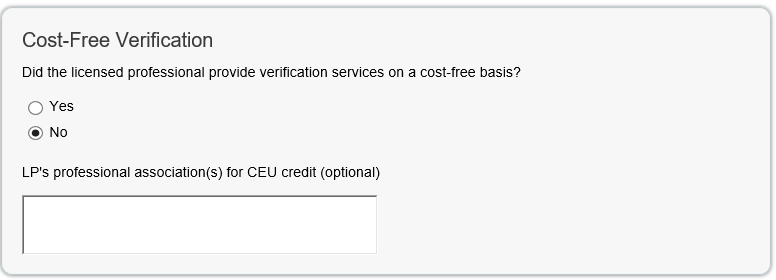 Cost-Free Verification
Did the licensed professional provide verification services on a cost-free basis?
Yes
No
LP's professional association(s) for CEU credit (optional)